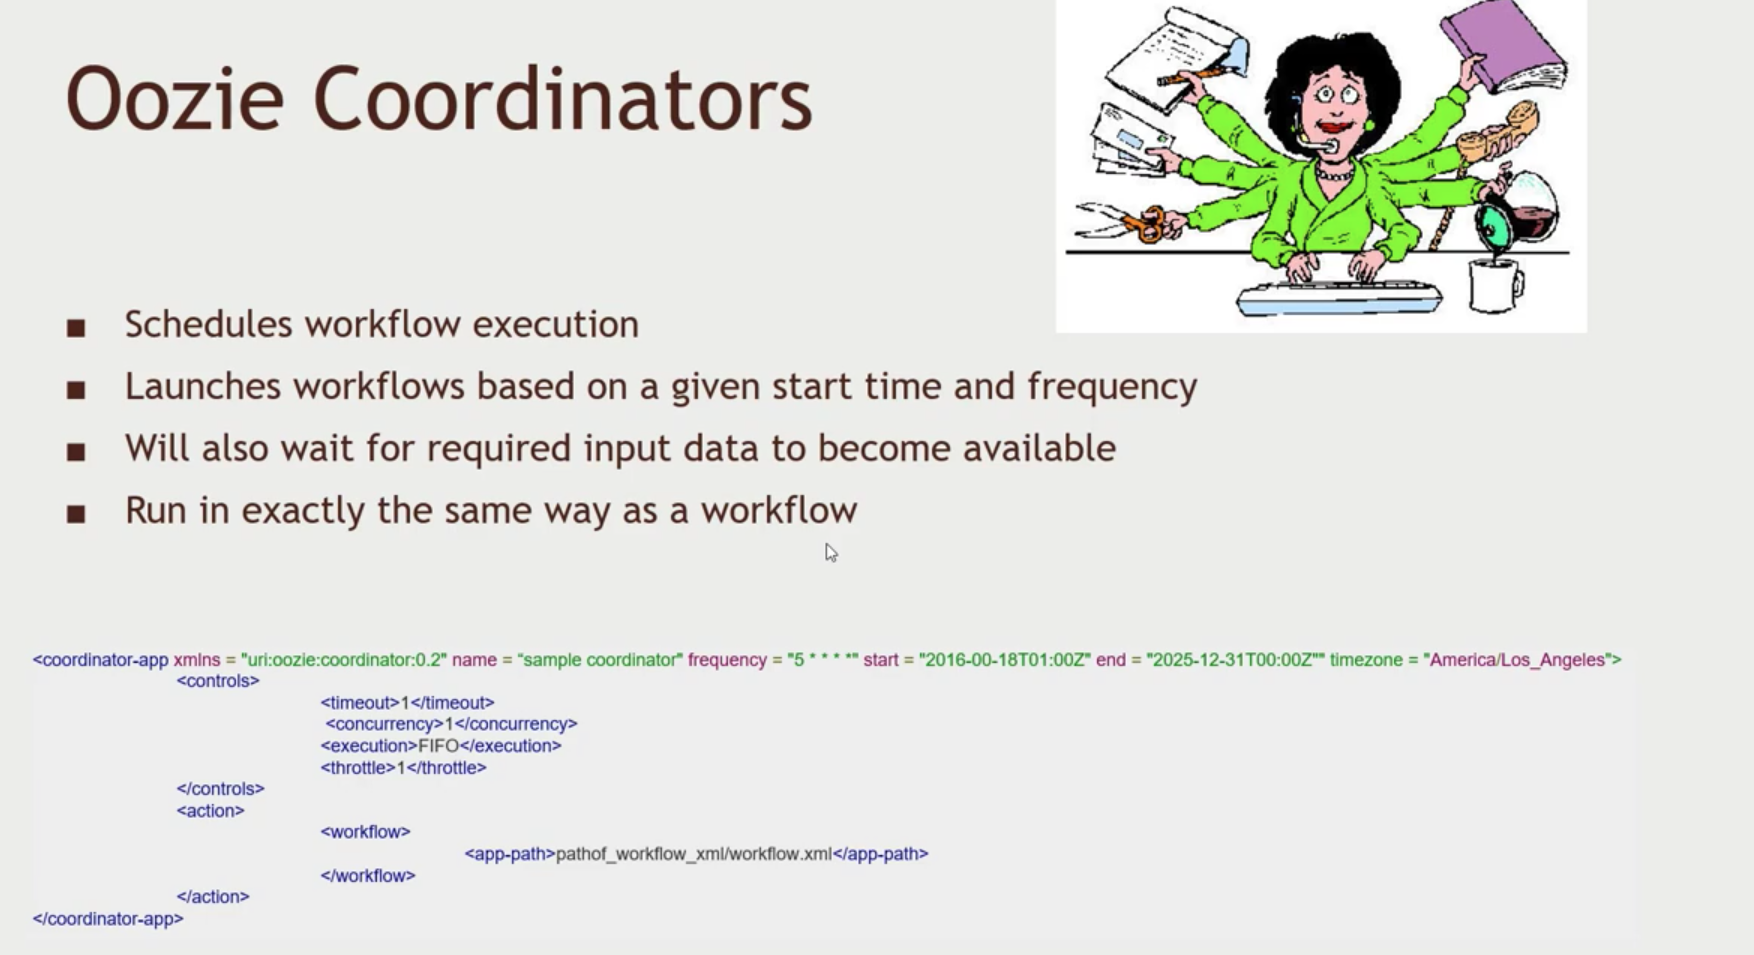 Oozie Coordinators
■ Schedules workflow execution
■ Launches workflows based on a given start time and frequency
■ Will also wait for required input data to become available
■ Run in exactly the same way as a workflow
<coordinator-app xmlns = "uri:oozie:coordinator:0.2" name = “sample coordinator" frequency = "5 * * * *" start = "2016-00-18T01:00Z" end = "2025-12-31T00:00Z"" timezone = "America/Los_Angeles">
<controls>
<timeout>1</timeout>
<concurrency>1</concurrency>
<execution>FIFO</execution>
<throttle>1</throttle>
</controls>
<action>
<workflow>
<app-path>pathof_workflow_xml/workflow.xml</app-path>
</workflow>
</action>
</coordinator-app>